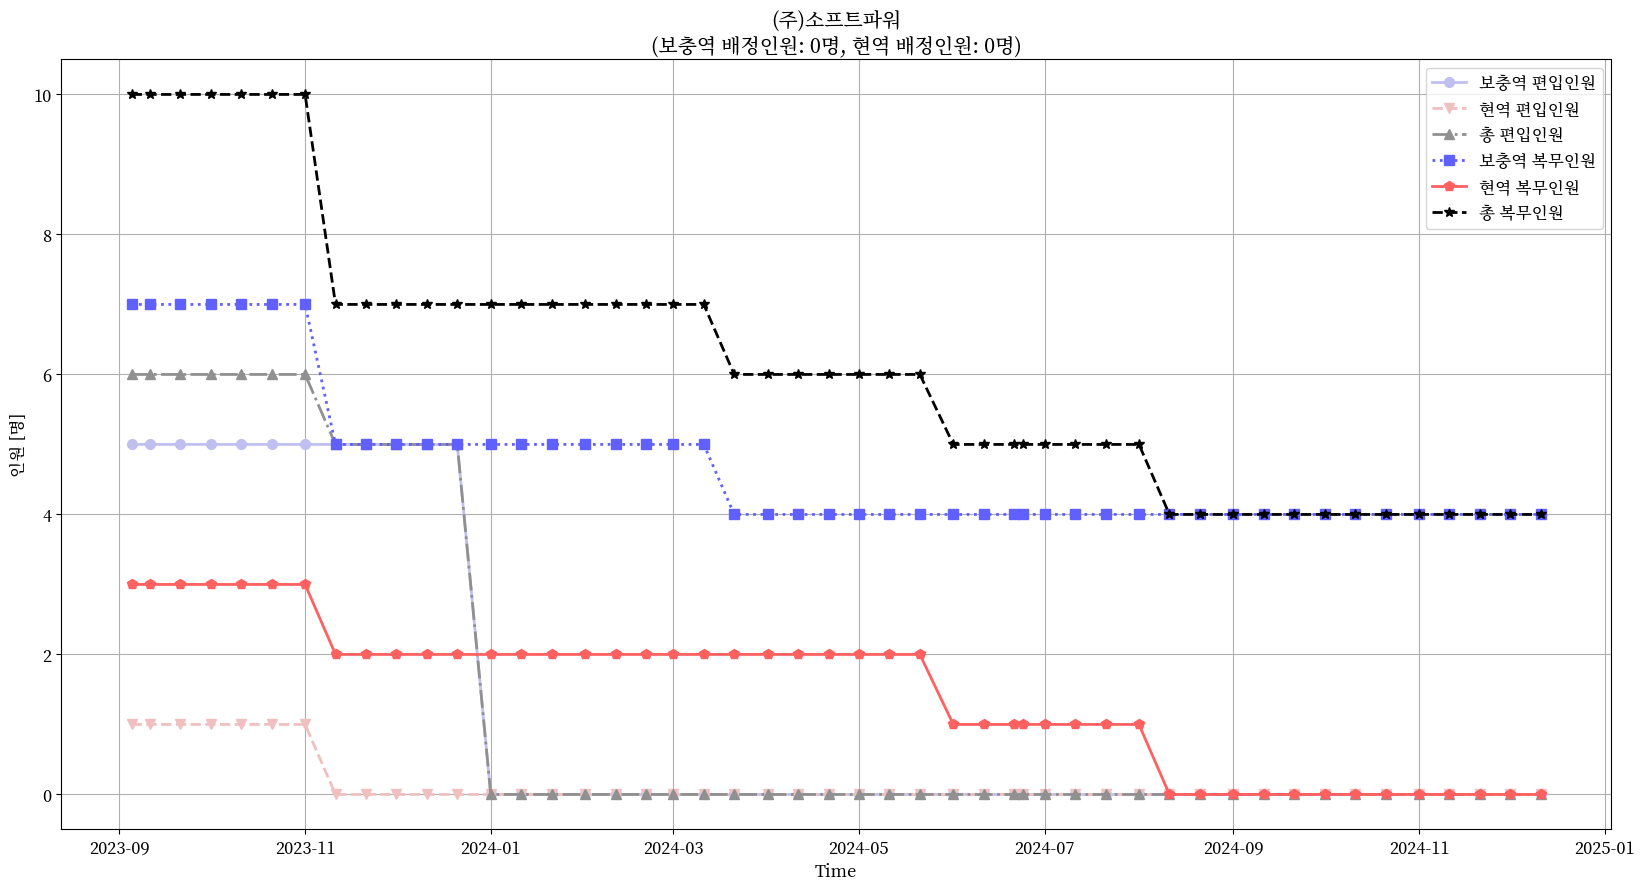 (주)소프트파워
(보충역 배정인원: 0명, 현역 배정인원: 0명)
보충역 편입인원
현역 편입인원
총 편입인원
보충역 복무인원
현역 복무인원
총 복무인원
인원 [명]
10
8
6
4
2
0
2023-09
2023-11
2024-01
2024-03
2024-05
2024-07
2024-09
2024-11
2025-01
Time